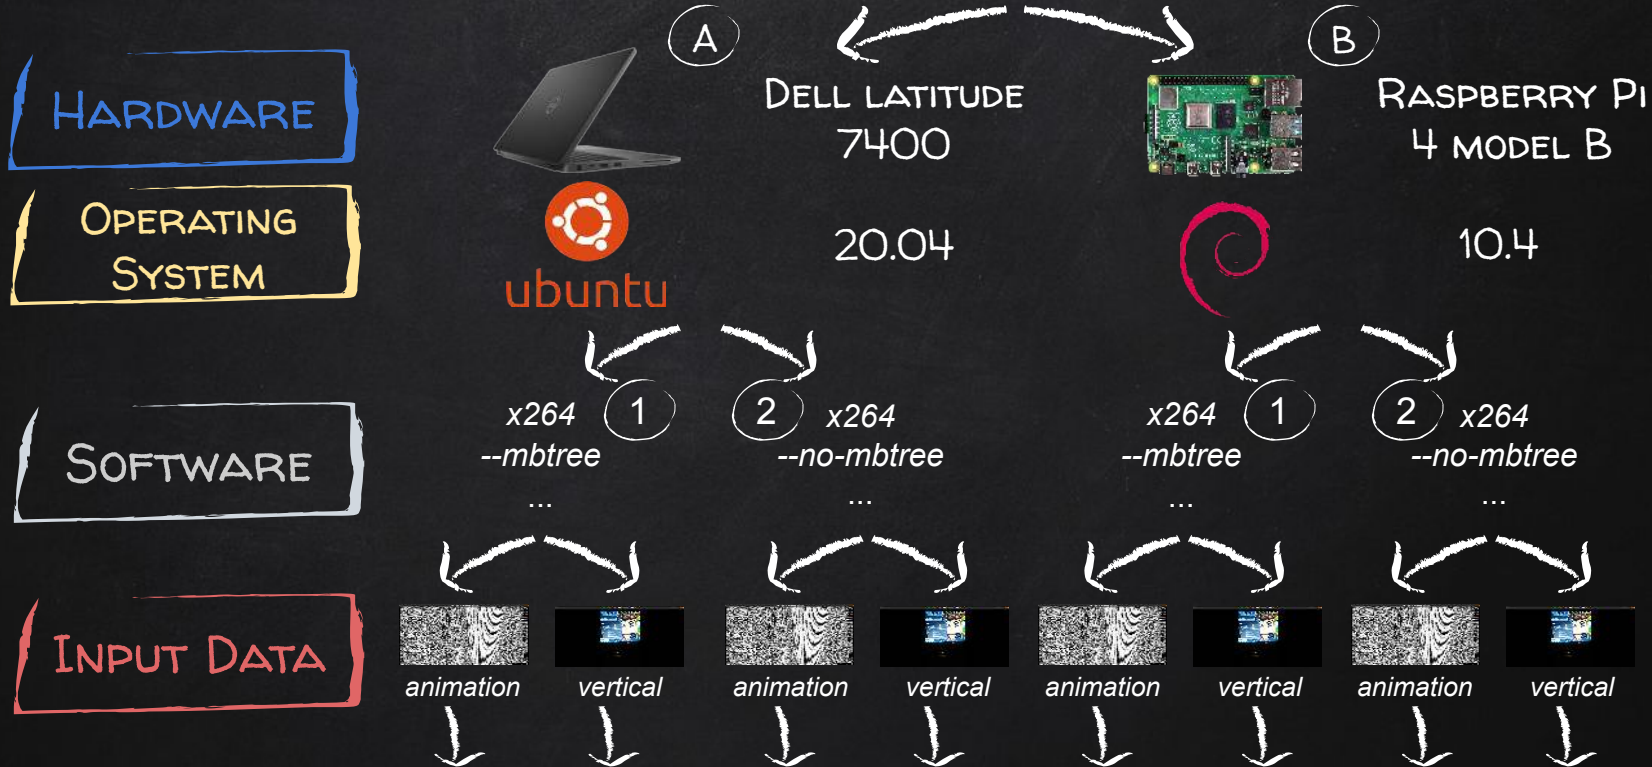 A
B
HARDWARE
DELL LATITUDE
7400
RASPBERRY PI
4 MODEL B
OPERATING
SYSTEM
ubuntu
20.04
10.4
SOFTWARE
x264
--mbtree
...
1
2
x264
--no-mbtree
...
x264
--mbtree
...
1
2
x264
--no-mbtree
...
INPUT DATA
animation
vertical
animation
vertical
animation
vertical
animation
vertical